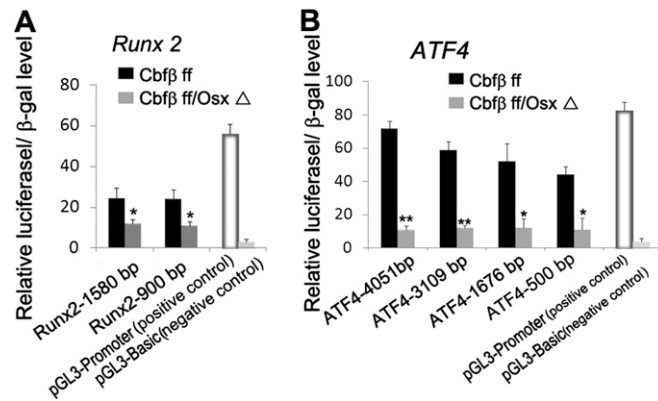 A
Runx 2
Relative luciferasel/ β-gal level
Cbfβ ff
Cbfβ ff/Osx △
80
60
40
20
0
*
*
Runx2-1580 bp
Runx2-900 bp
pGL3-Promoter (positive control)
pGL3-Basic(negative control)
B
ATF4
Relative luciferasel/ β-gal level
Cbfβ ff
Cbfβ ff/Osx △
100
80
60
40
20
0
**
**
*
*
ATF4-4051bp
ATF4-3109 bp
ATF4-1676 bp
ATF4-500 bp
pGL3-Promoter (positive control)
pGL3-Basic(negative control)